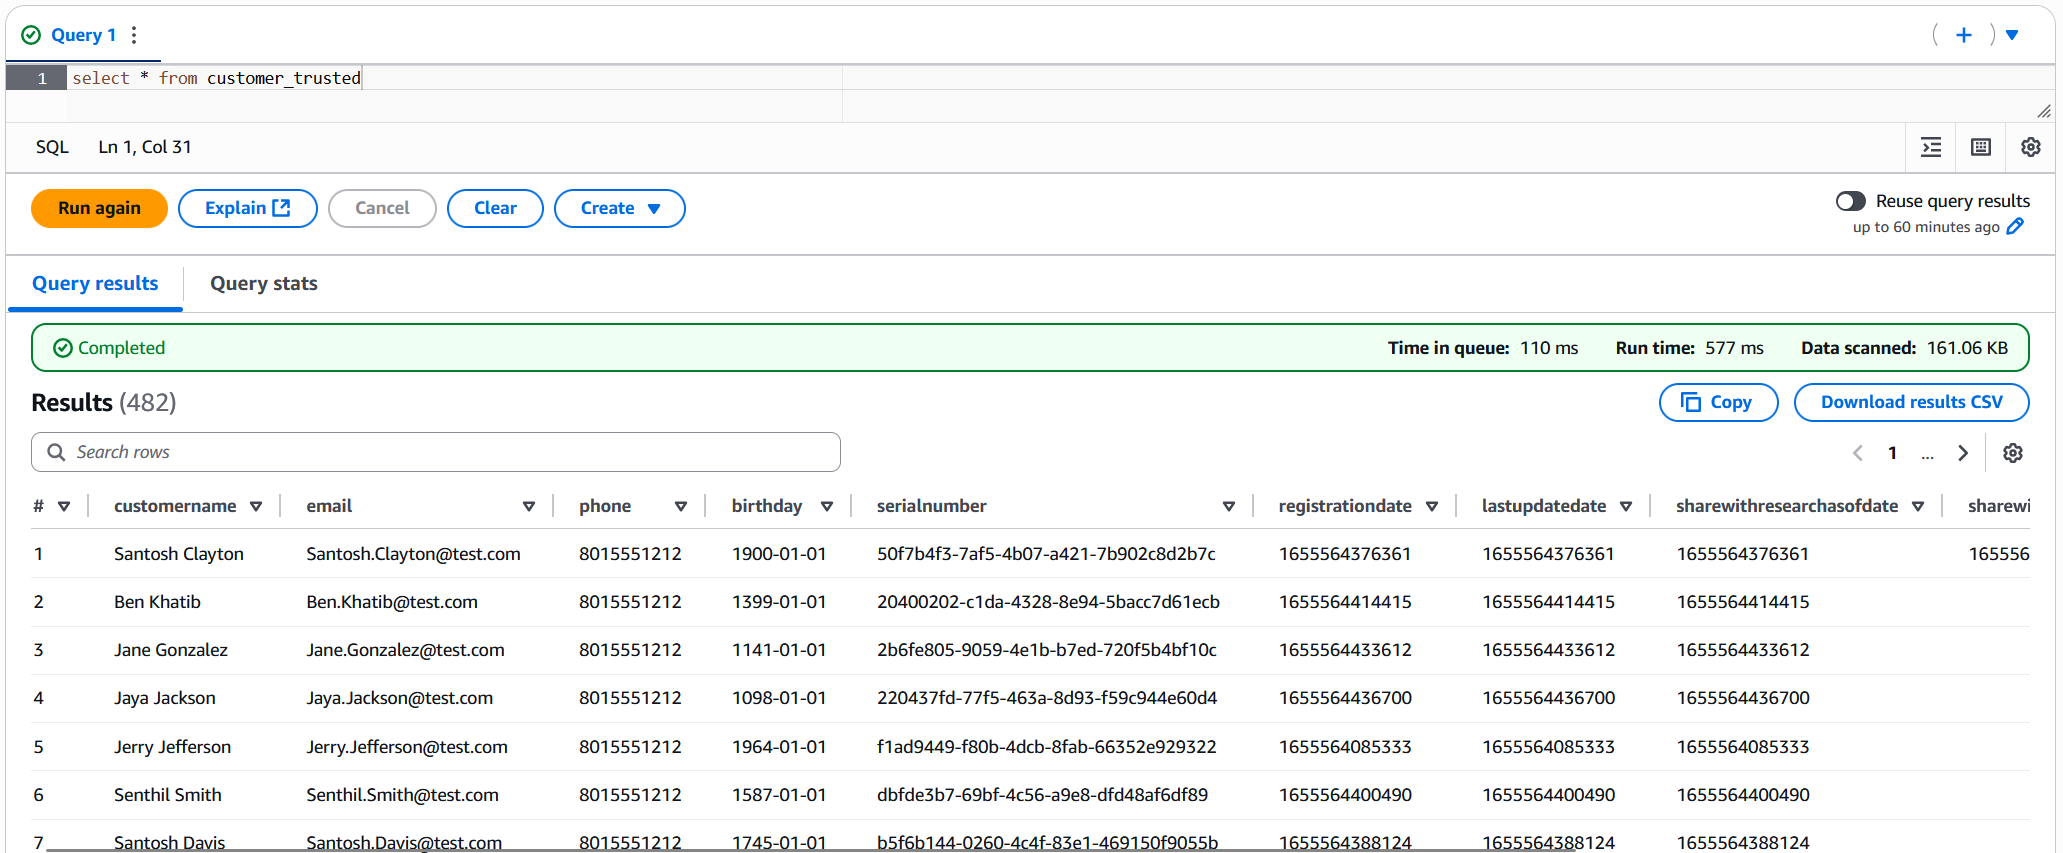 Query 1
1 select * from customer_trusted
SQL Ln 1, Col 31
Run again Explain Cancel Clear Create
Reuse query results
up to 60 minutes ago
Query results Query stats
Completed Time in queue: 110 ms Run time: 577 ms Data scanned: 161.06 KB
Results (482) Copy Download results CSV
Search rows 1 ...
# customername email phone birthday serialnumber registrationdate lastupdatedate sharewithresearchasofdate sharewi
1 Santosh Clayton Santosh.Clayton@test.com 8015551212 1900-01-01 50f7b4f3-7af5-4b07-a421-7b902c8d2b7c 1655564376361 1655564376361 1655564376361 165556
2 Ben Khatib Ben.Khatib@test.com 8015551212 1399-01-01 20400202-c1da-4328-8e94-5bacc7d61ecb 1655564414415 1655564414415 1655564414415
3 Jane Gonzalez Jane.Gonzalez@test.com 8015551212 1141-01-01 2b6fe805-9059-4e1b-b7ed-720f5b4bf10c 1655564433612 1655564433612 1655564433612
4 Jaya Jackson Jaya.Jackson@test.com 8015551212 1098-01-01 220437fd-77f5-463a-8d93-f59c944e60d4 1655564436700 1655564436700 1655564436700
5 Jerry Jefferson Jerry.Jefferson@test.com 8015551212 1964-01-01 f1ad9449-f80b-4dcb-8fab-66352e929322 1655564085333 1655564085333 1655564085333
6 Senthil Smith Senthil.Smith@test.com 8015551212 1587-01-01 dbfde3b7-69bf-4c56-a9e8-dfd48af6df89 1655564400490 1655564400490 1655564400490
7 Santosh Davis Santosh.Davis@test.com 8015551212 1745-01-01 b5f6b144-0260-4c4f-83e1-469150f9055b 1655564388124 1655564388124 1655564388124